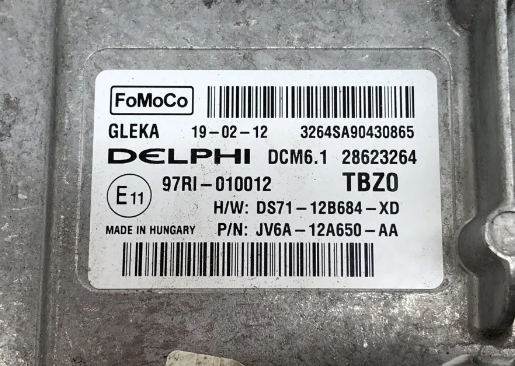 FoMoCo
GLEKA 19-02-12 3264SA90430865
DELPHI DCM6.1 28623264
E11 97RI-010012 TBZ0
H/W: DS71-12B684-XD
MADE IN HUNGARY P/N: JV6A-12A650-AA